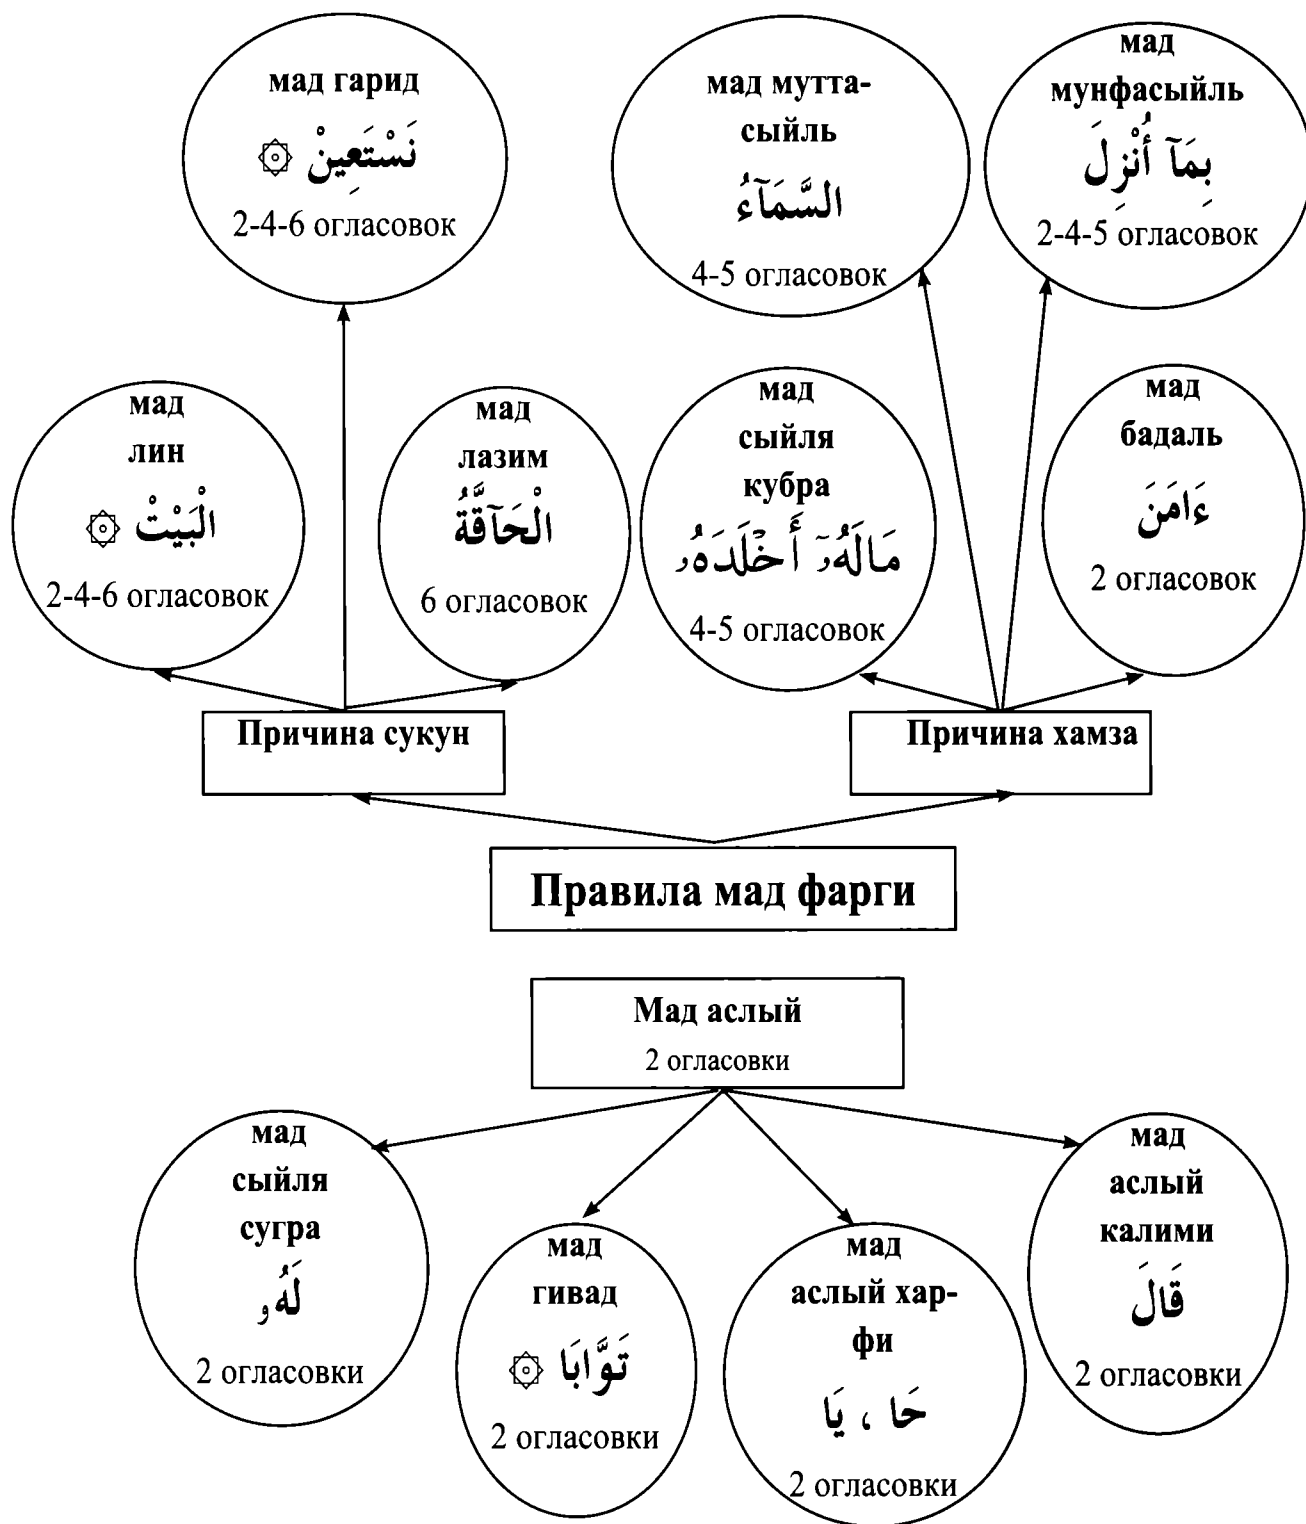 мад гарид
نَسْتَعِينْ ۞
2-4-6 огласовок
мад мутта-
сыйль
السَّمَآءُ
4-5 огласовок
мад
мунфасыйль
بِمَآ أُنْزِلَ
2-4-5 огласовок
мад
лин
الْبَيْتْ ۞
2-4-6 огласовок
мад
лазим
الْحَآقَّةُ
6 огласовок
мад
сыйля
кубра
مَالَهُۥٓ أَخْلَدَهُۥ
4-5 огласовок
мад
бадаль
ءَامَنَ
2 огласовок
Причина сукун
Причина хамза
Правила мад фарги
Мад аслый
2 огласовки
мад
сыйля
сугра
لَهُۥ
2 огласовки
мад
гивад
تَوَّابَا ۞
2 огласовки
мад
аслый хар-
фи
حَا ، يَا
2 огласовки
мад
аслый
калими
قَالَ
2 огласовки